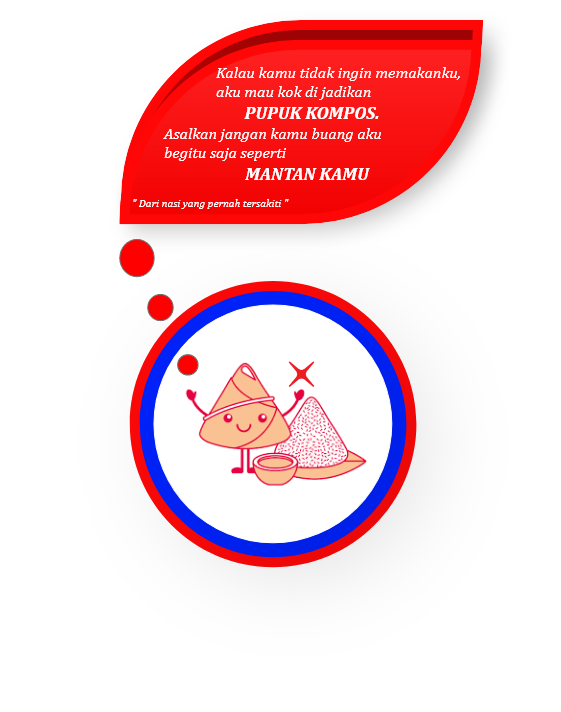 Kalau kamu tidak ingin memakanku,
aku mau kok di jadikan
PUPUK KOMPOS.
Asalkan jangan kamu buang aku
begitu saja seperti
MANTAN KAMU
" Dari nasi yang pernah tersakiti "